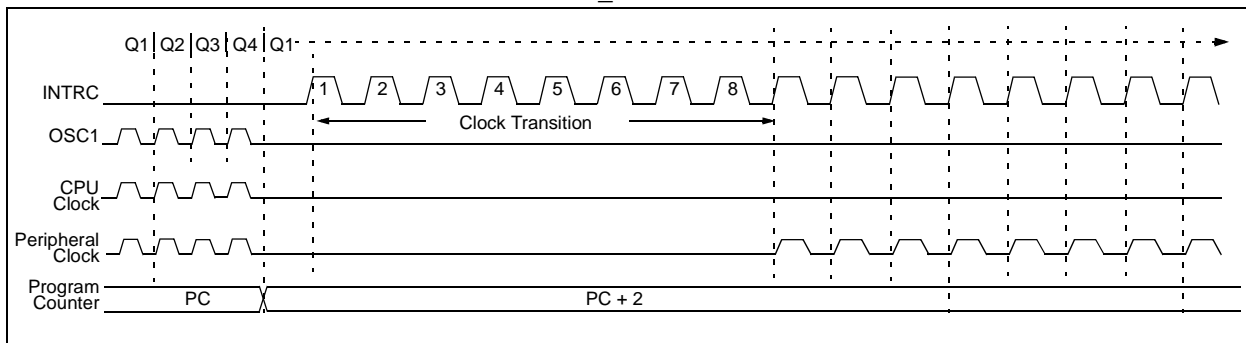 Q1 Q2 Q3 Q4 Q1
INTRC
1 2 3 4 5 6 7 8
Clock Transition
OSC1
CPU
Clock
Peripheral
Clock
Program
Counter
PC
PC + 2